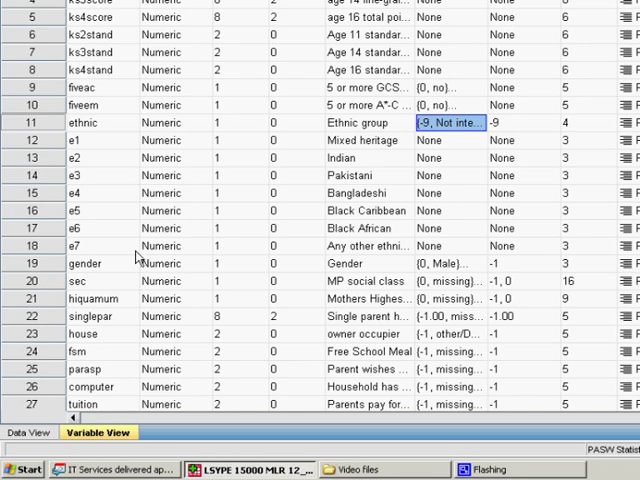 ks3score Numeric 8 2 age 14 fine-gra... None None 6
5 ks4score Numeric 8 2 age 16 total poi... None None 6
6 ks2stand Numeric 2 0 Age 11 standar... None None 6
7 ks3stand Numeric 2 0 Age 14 standar... None None 6
8 ks4stand Numeric 2 0 Age 16 standar... None None 6
9 fiveac Numeric 1 0 5 or more GCS... {0, no}... None 5
10 fiveem Numeric 1 0 5 or more A*-C ... {0, no}... None 5
11 ethnic Numeric 1 0 Ethnic group {-9, Not inte... -9 4
12 e1 Numeric 1 0 Mixed heritage None None 3
13 e2 Numeric 1 0 Indian None None 3
14 e3 Numeric 1 0 Pakistani None None 3
15 e4 Numeric 1 0 Bangladeshi None None 3
16 e5 Numeric 1 0 Black Caribbean None None 3
17 e6 Numeric 1 0 Black African None None 3
18 e7 Numeric 1 0 Any other ethni... None None 3
19 gender Numeric 1 0 Gender {0, Male}... -1 3
20 sec Numeric 1 0 MP social class {0, missing}... -1, 0 16
21 hiquamum Numeric 1 0 Mothers Highes... {0, missing}... -1, 0 9
22 singlepar Numeric 8 2 Single parent h... {-1.00, miss... -1.00 5
23 house Numeric 2 0 owner occupier {-1, other/D... -1 5
24 fsm Numeric 2 0 Free School Meal {-1, missing... -1 5
25 parasp Numeric 2 0 Parent wishes ... {-1, missing... -1 5
26 computer Numeric 2 0 Household has ... {-1, missing... -1 5
27 tuition Numeric 2 0 Parents pay for... {-1, missing... -1 5
Data View Variable View
PASW Statist
Start IT Services delivered ap... LSYPE 15000 MLR 12_... Video files Flashing